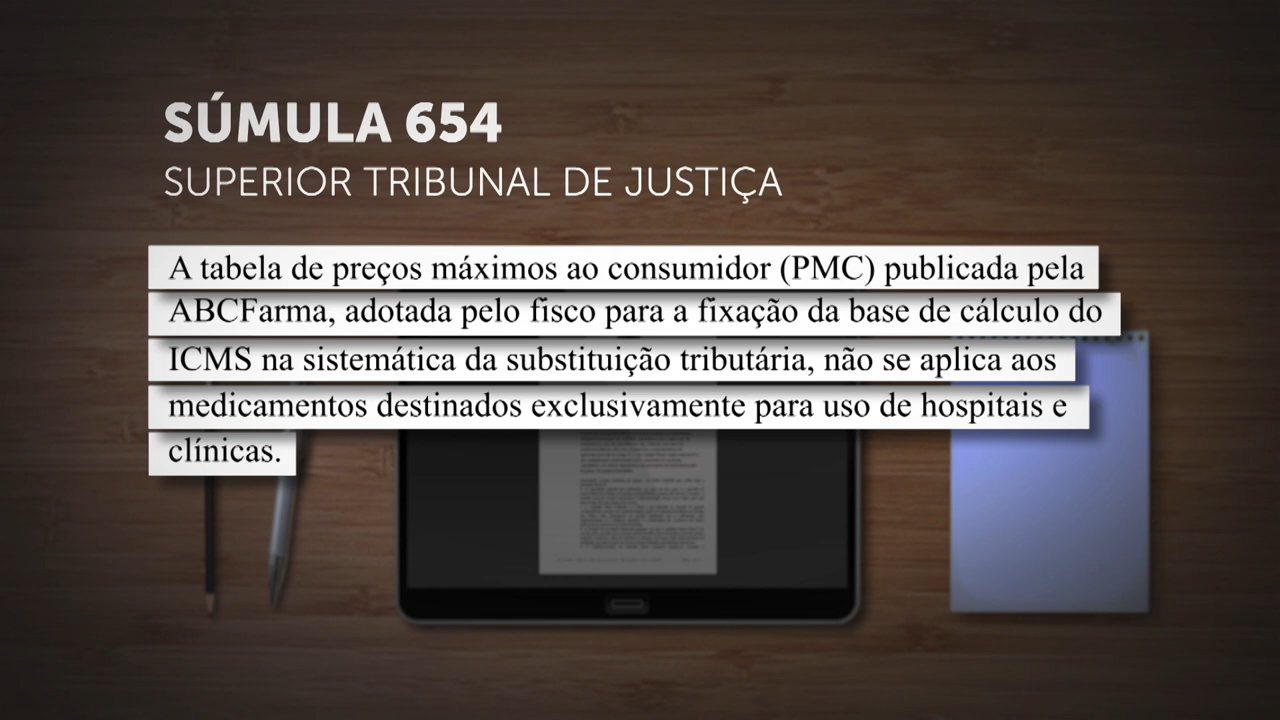 SÚMULA 654
SUPERIOR TRIBUNAL DE JUSTIÇA
A tabela de preços máximos ao consumidor (PMC) publicada pela
ABCFarma, adotada pelo fisco para a fixação da base de cálculo do
ICMS na sistemática da substituição tributária, não se aplica aos
medicamentos destinados exclusivamente para uso de hospitais e
clínicas.